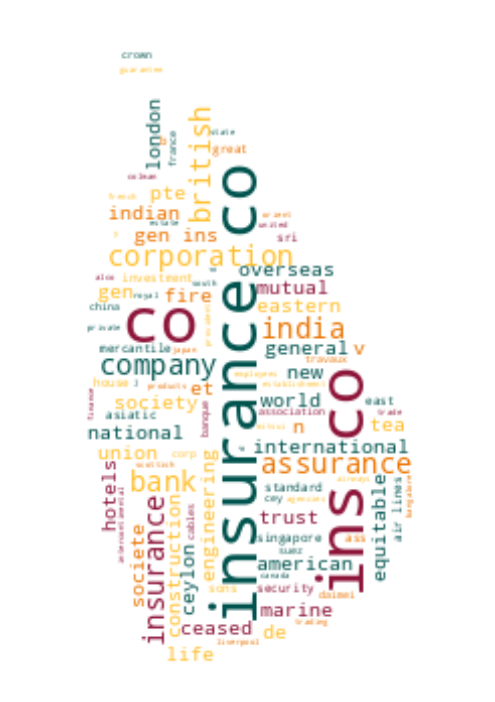 crown
guarantee
london
british
state
france
great
colman
french
pte
indian
orient
estate
united
gen ins
sri
corporation
insurance co
overseas
alco
investment
south
mutual
gen
royal
fire
eastern
china
president
private
co
india
mercantile
japan
general
v
travaux
company
new
employees
house
products
et
establishment
finance
society
banque
world
east
association
trade
asiatic
n
tea
national
international
union
corp
scottish
assurance
hotels
intercontinental
bank
engineering
ins co
airways
bangalore
air lines
equitable
standard
cey
agencies
insurance
construction
cables
trust
societe
ceylon
singapore
ass
suez
american
canada
sons
security
daimei
marine
trading
ceased
de
liverpool
life